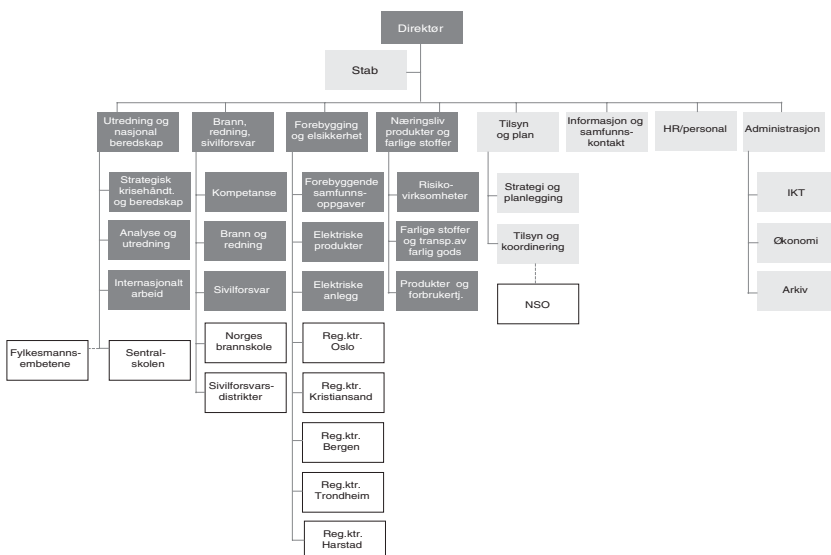 Direktør
Stab
Utredning og
nasjonal
beredskap
Brann,
redning,
sivilforsvar
Forebygging
og elsikkerhet
Næringsliv
produkter og
farlige stoffer
Tilsyn
og plan
Informasjon og
samfunns-
kontakt
HR/personal
Administrasjon
Strategisk
krisehåndt.
og beredskap
Analyse og
utredning
Internasjonalt
arbeid
Fylkesmanns-
embetene
Sentral-
skolen
Kompetanse
Brann og
redning
Sivilforsvar
Norges
brannskole
Sivilforsvars-
distrikter
Forebyggende
samfunns-
oppgaver
Elektriske
produkter
Elektriske
anlegg
Reg.ktr.
Oslo
Reg.ktr.
Kristiansand
Reg.ktr.
Bergen
Reg.ktr.
Trondheim
Reg.ktr.
Harstad
Risiko-
virksomheter
Farlige stoffer
og transp.av
farlig gods
Produkter og
forbrukertj.
Strategi og
planlegging
Tilsyn og
koordinering
NSO
IKT
Økonomi
Arkiv